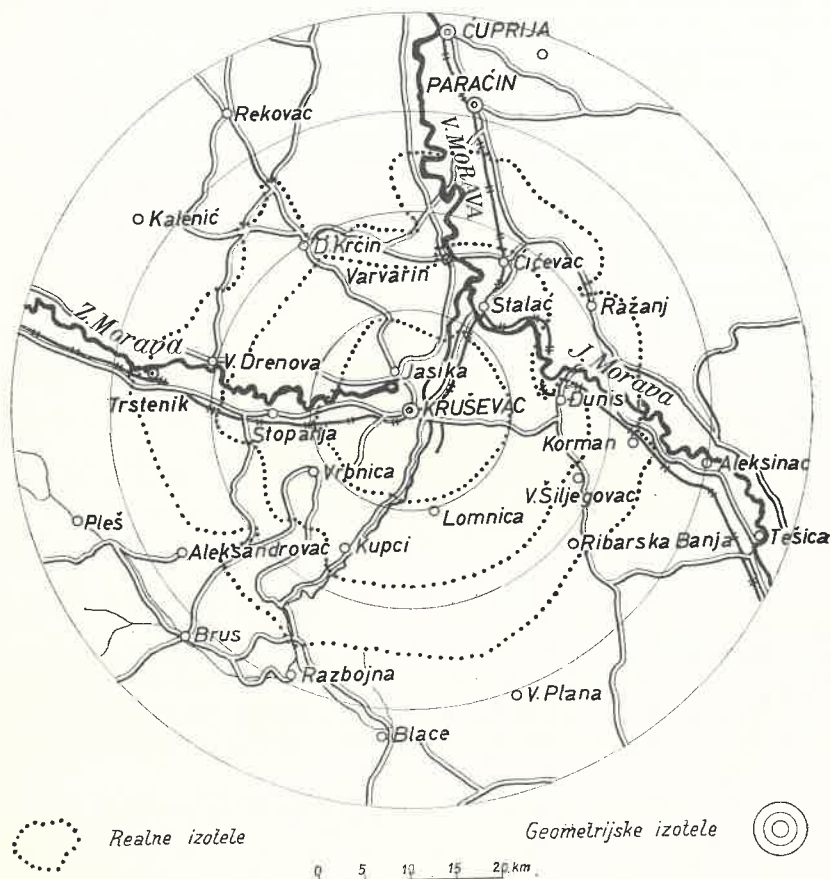 ĆUPRIJA
PARAĆIN
Rekovac
V. MORAVA
Kalenić
D. Krčin
Varvarin
Ćićevac
Stalać
Ražanj
Z. Morava
V. Drenova
Jasika
J. Morava
Trstenik
KRUŠEVAC
Đunis
Stopanja
Korman
Vrbnica
Aleksinac
V. Šiljegovac
Lomnica
Pleš
Aleksandrovac
Kupci
Ribarska Banja
Tešica
Brus
Razbojna
V. Plana
Blace
Realne izotele
Geometrijske izotele
0 5 10 15 20 km